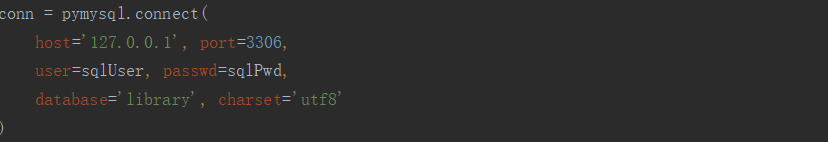 conn = pymysql.connect(
host='127.0.0.1', port=3306,
user=sqlUser, passwd=sqlPwd,
database='library', charset='utf8'
)